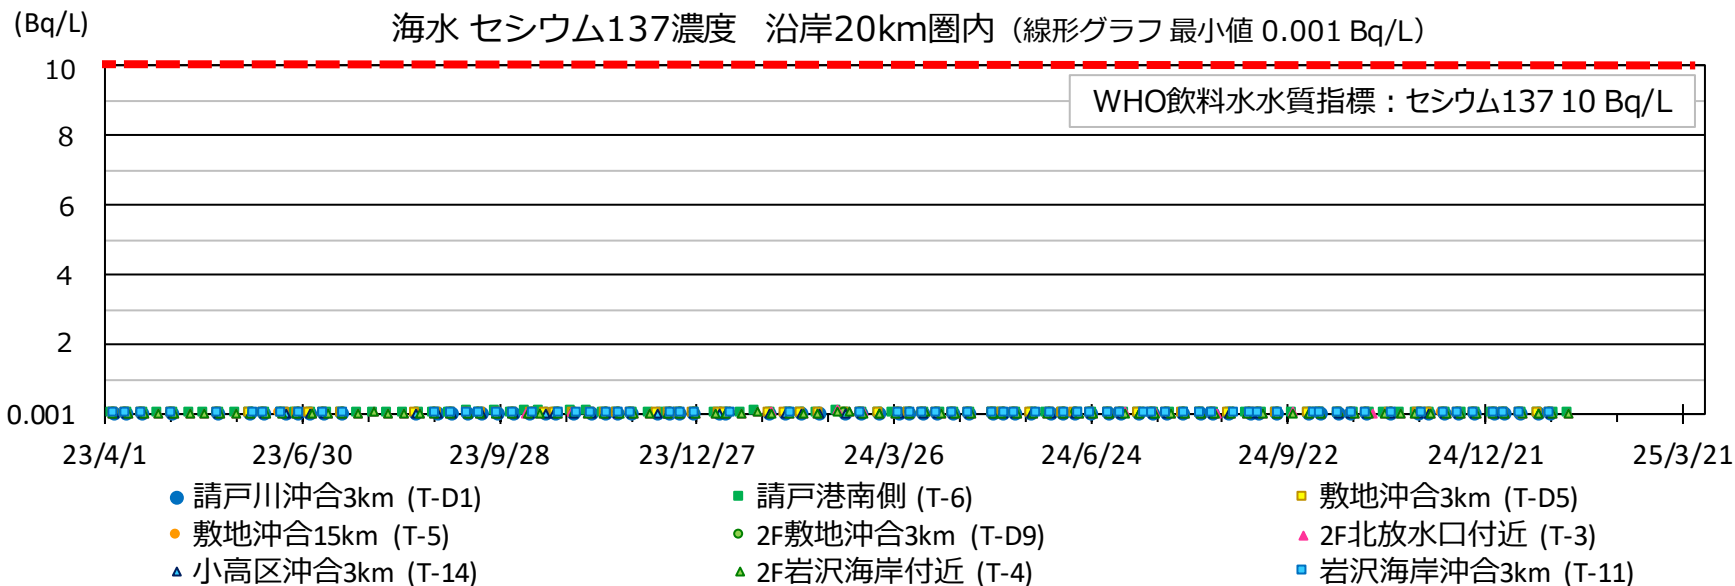 (Bq/L)
海水 セシウム137濃度 沿岸20km圏内（線形グラフ 最小値 0.001 Bq/L）
10
WHO飲料水水質指標：セシウム137 10 Bq/L
8
6
4
2
0.001
23/4/1 23/6/30 23/9/28 23/12/27 24/3/26 24/6/24 24/9/22 24/12/21 25/3/21
請戸川沖合3km (T-D1) 請戸港南側 (T-6) 敷地沖合3km (T-D5)
敷地沖合15km (T-5) 2F敷地沖合3km (T-D9) 2F北放水口付近 (T-3)
小高区沖合3km (T-14) 2F岩沢海岸付近 (T-4) 岩沢海岸沖合3km (T-11)